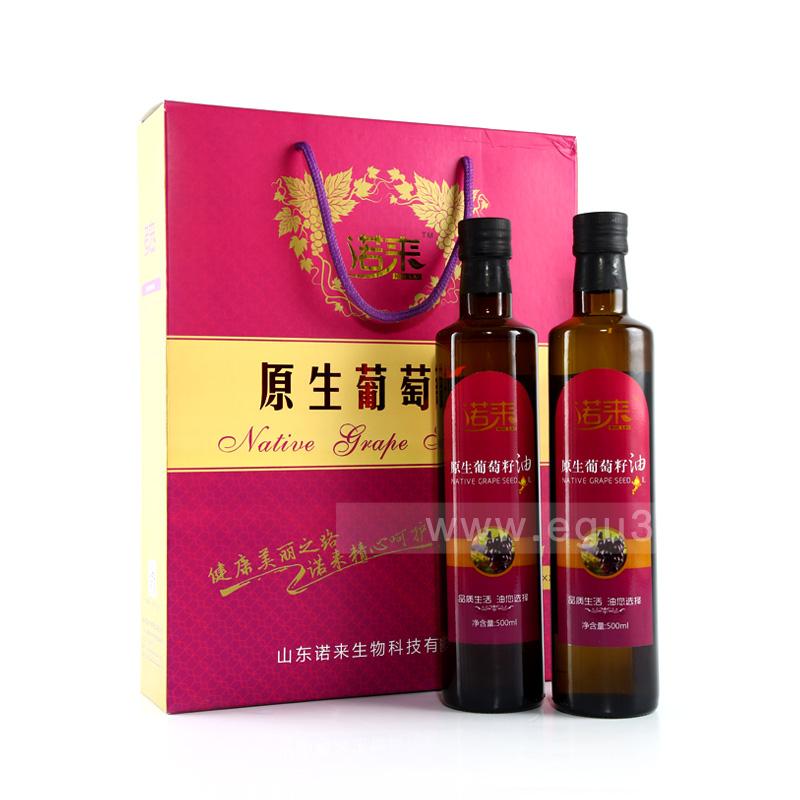 诺来
TM
NUO LAI
原生葡萄
Native Grape
健康美丽之路
诺来精心呵护
山东诺来生物科技有
诺来
原生葡萄籽油
NATIVE GRAPE SEED
品质生活 油您选择
净含量:500ml
诺来
原生葡萄籽油
NATIVE GRAPE SEED
品质生活 油您选择
净含量:500ml
www.egu3